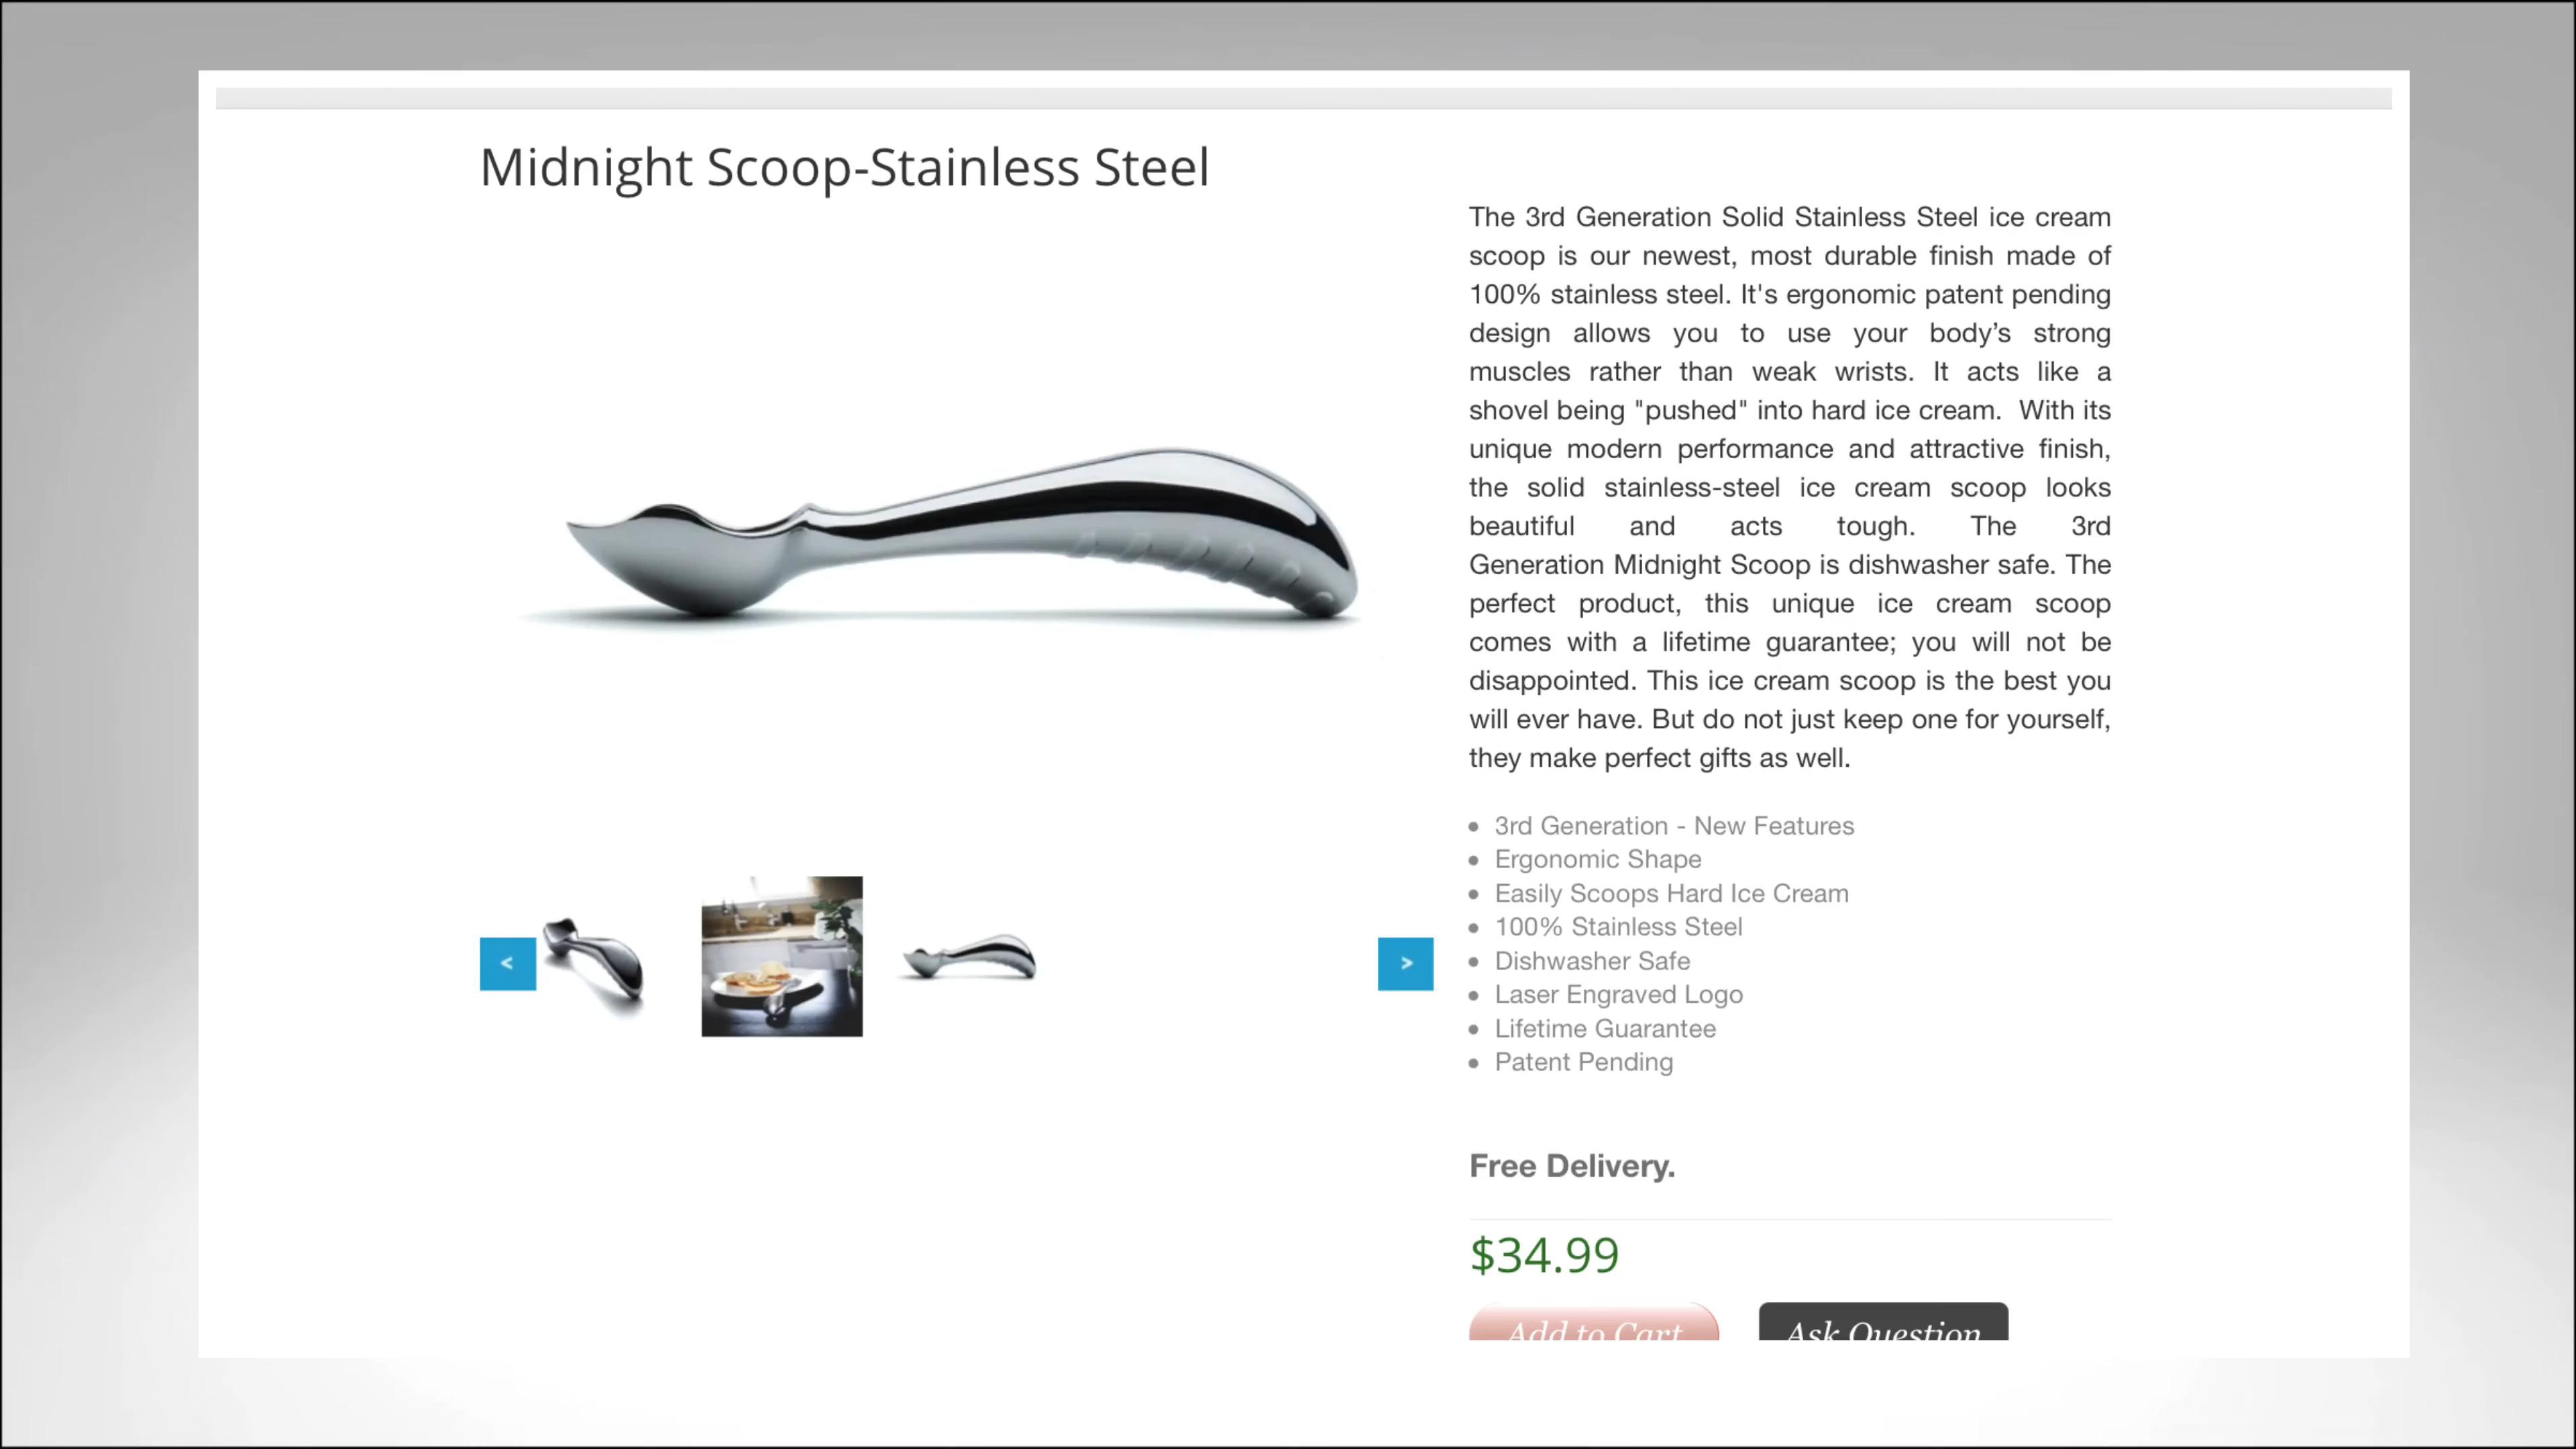 Midnight Scoop-Stainless Steel
The 3rd Generation Solid Stainless Steel ice cream
scoop is our newest, most durable finish made of
100% stainless steel. It's ergonomic patent pending
design allows you to use your body’s strong
muscles rather than weak wrists. It acts like a
shovel being "pushed" into hard ice cream.  With its
unique modern performance and attractive finish,
the solid stainless-steel ice cream scoop looks
beautiful and acts tough. The 3rd
Generation Midnight Scoop is dishwasher safe. The
perfect product, this unique ice cream scoop
comes with a lifetime guarantee; you will not be
disappointed. This ice cream scoop is the best you
will ever have. But do not just keep one for yourself,
they make perfect gifts as well.
• 3rd Generation - New Features
• Ergonomic Shape
• Easily Scoops Hard Ice Cream
• 100% Stainless Steel
• Dishwasher Safe
• Laser Engraved Logo
• Lifetime Guarantee
• Patent Pending
< >
Free Delivery.
$34.99
Add to Cart Ask Question